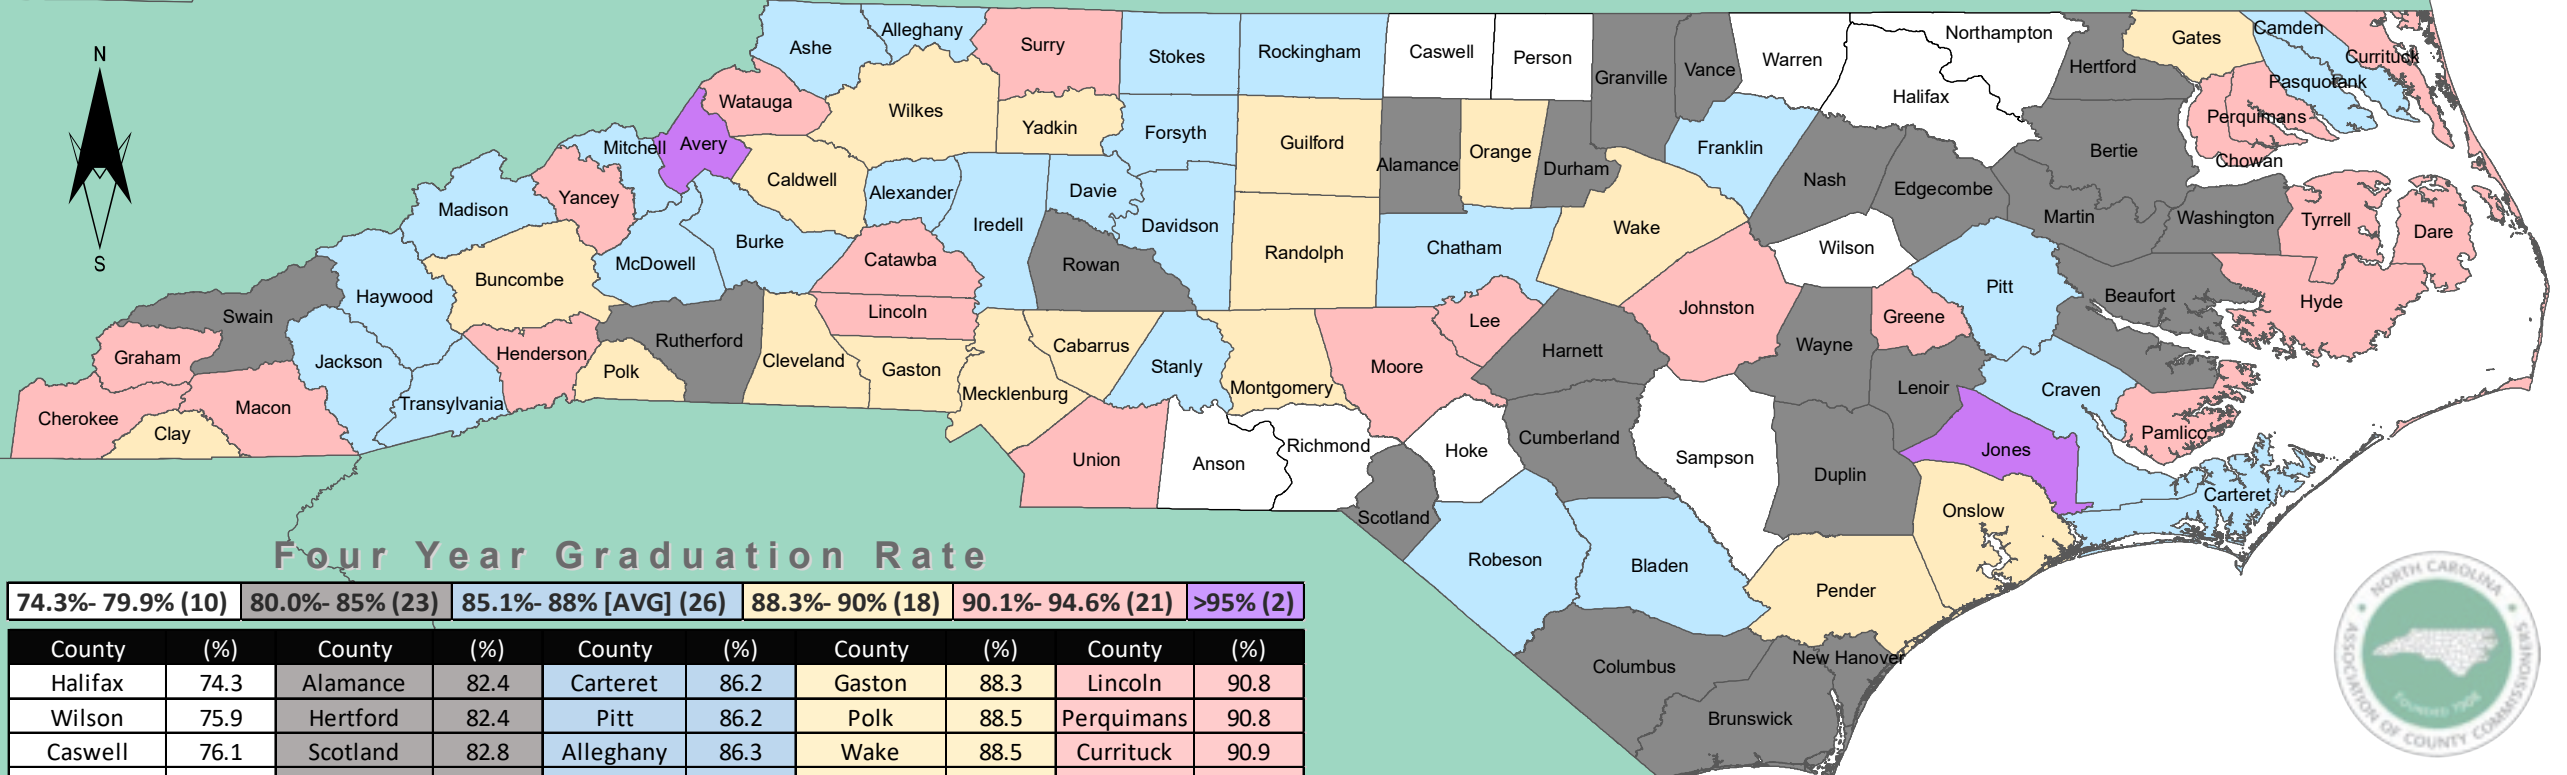 N
S
Ashe
Alleghany
Surry
Stokes
Rockingham
Caswell
Person
Granville
Vance
Warren
Northampton
Halifax
Hertford
Gates
Camden
Currituck
Pasquotank
Perquimans
Chowan
Watauga
Wilkes
Yadkin
Forsyth
Guilford
Alamance
Orange
Durham
Franklin
Nash
Edgecombe
Bertie
Martin
Washington
Tyrrell
Dare
Mitchell
Avery
Yancey
Caldwell
Alexander
Iredell
Davie
Davidson
Randolph
Chatham
Wake
Wilson
Pitt
Beaufort
Hyde
Madison
Buncombe
McDowell
Burke
Catawba
Lincoln
Rowan
Lee
Johnston
Greene
Wayne
Haywood
Swain
Graham
Jackson
Henderson
Rutherford
Cleveland
Gaston
Mecklenburg
Cabarrus
Stanly
Montgomery
Moore
Harnett
Lenoir
Craven
Pamlico
Cherokee
Clay
Macon
Transylvania
Polk
Union
Anson
Richmond
Hoke
Cumberland
Sampson
Duplin
Jones
Onslow
Carteret
Scotland
Robeson
Bladen
Pender
Columbus
New Hanover
Brunswick
Four Year Graduation Rate
74.3%- 79.9% (10) 80.0%- 85% (23) 85.1%- 88% [AVG] (26) 88.3%- 90% (18) 90.1%- 94.6% (21) >95% (2)
County (%) County (%) County (%) County (%) County (%)
Halifax 74.3 Alamance 82.4 Carteret 86.2 Gaston 88.3 Lincoln 90.8
Wilson 75.9 Hertford 82.4 Pitt 86.2 Polk 88.5 Perquimans 90.8
Caswell 76.1 Scotland 82.8 Alleghany 86.3 Wake 88.5 Currituck 90.9
NORTH CAROLINA
ASSOCIATION OF COUNTY COMMISSIONERS
FOUNDED 1908